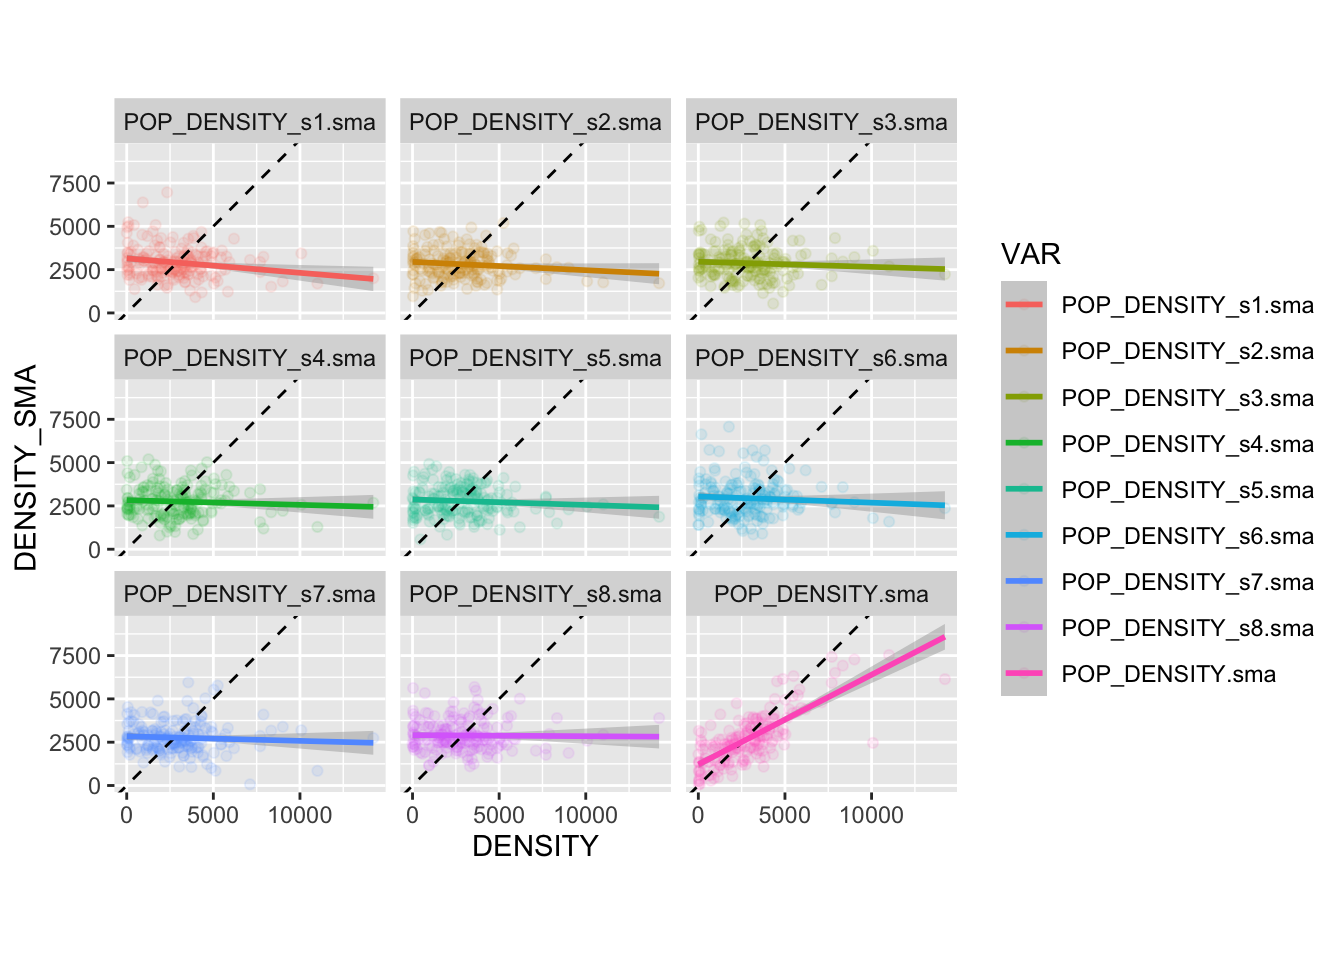 POP_DENSITY_s1.sma POP_DENSITY_s2.sma POP_DENSITY_s3.sma
7500
5000
2500
0
POP_DENSITY_s4.sma POP_DENSITY_s5.sma POP_DENSITY_s6.sma
7500
5000
2500
0
POP_DENSITY_s7.sma POP_DENSITY_s8.sma POP_DENSITY.sma
7500
5000
2500
0
0 5000 10000 0 5000 10000 0 5000 10000
DENSITY
DENSITY_SMA
VAR
POP_DENSITY_s1.sma
POP_DENSITY_s2.sma
POP_DENSITY_s3.sma
POP_DENSITY_s4.sma
POP_DENSITY_s5.sma
POP_DENSITY_s6.sma
POP_DENSITY_s7.sma
POP_DENSITY_s8.sma
POP_DENSITY.sma